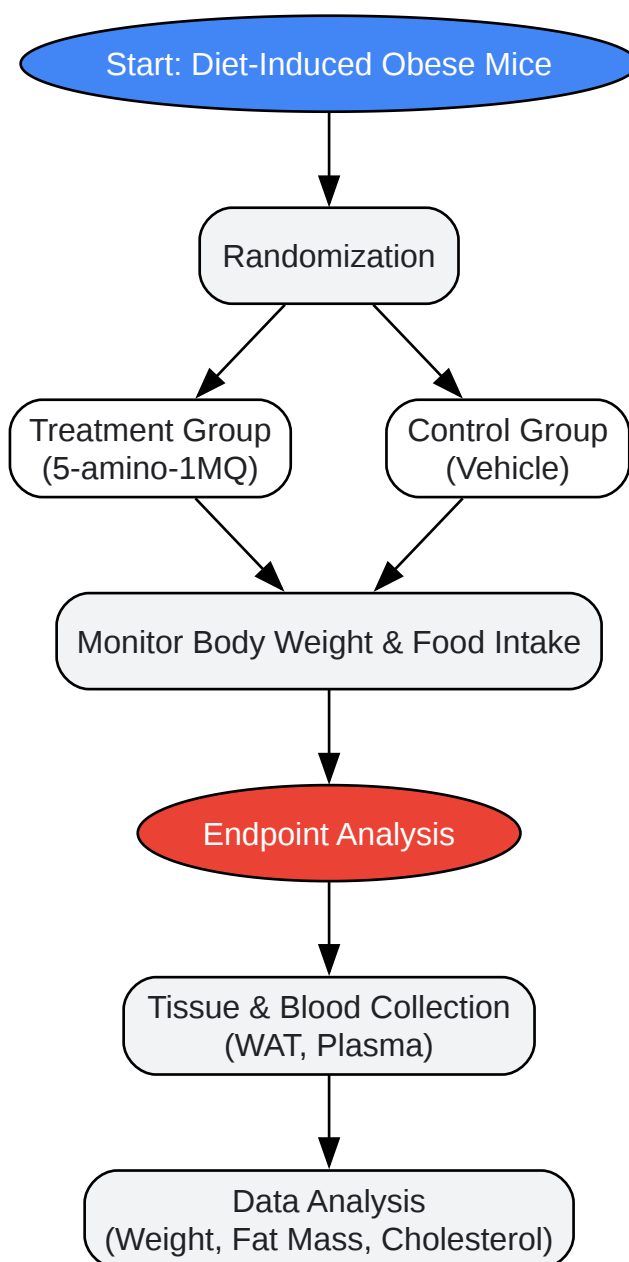 Start: Diet-Induced Obese Mice
Randomization
Treatment Group
(5-amino-1MQ)
Control Group
(Vehicle)
Monitor Body Weight & Food Intake
Endpoint Analysis
Tissue & Blood Collection
(WAT, Plasma)
Data Analysis
(Weight, Fat Mass, Cholesterol)